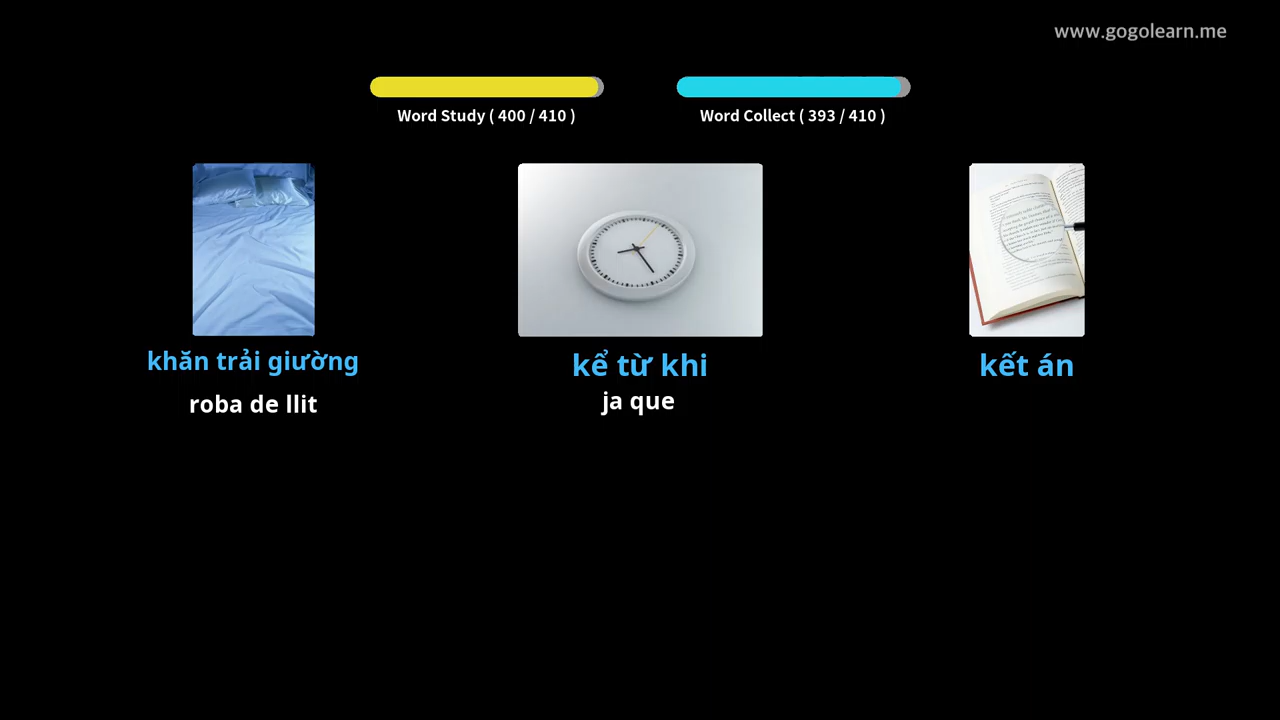 www.gogolearn.me
Word Study ( 400 / 410 )
Word Collect ( 393 / 410 )
khăn trải giường
kể từ khi
kết án
roba de llit
ja que